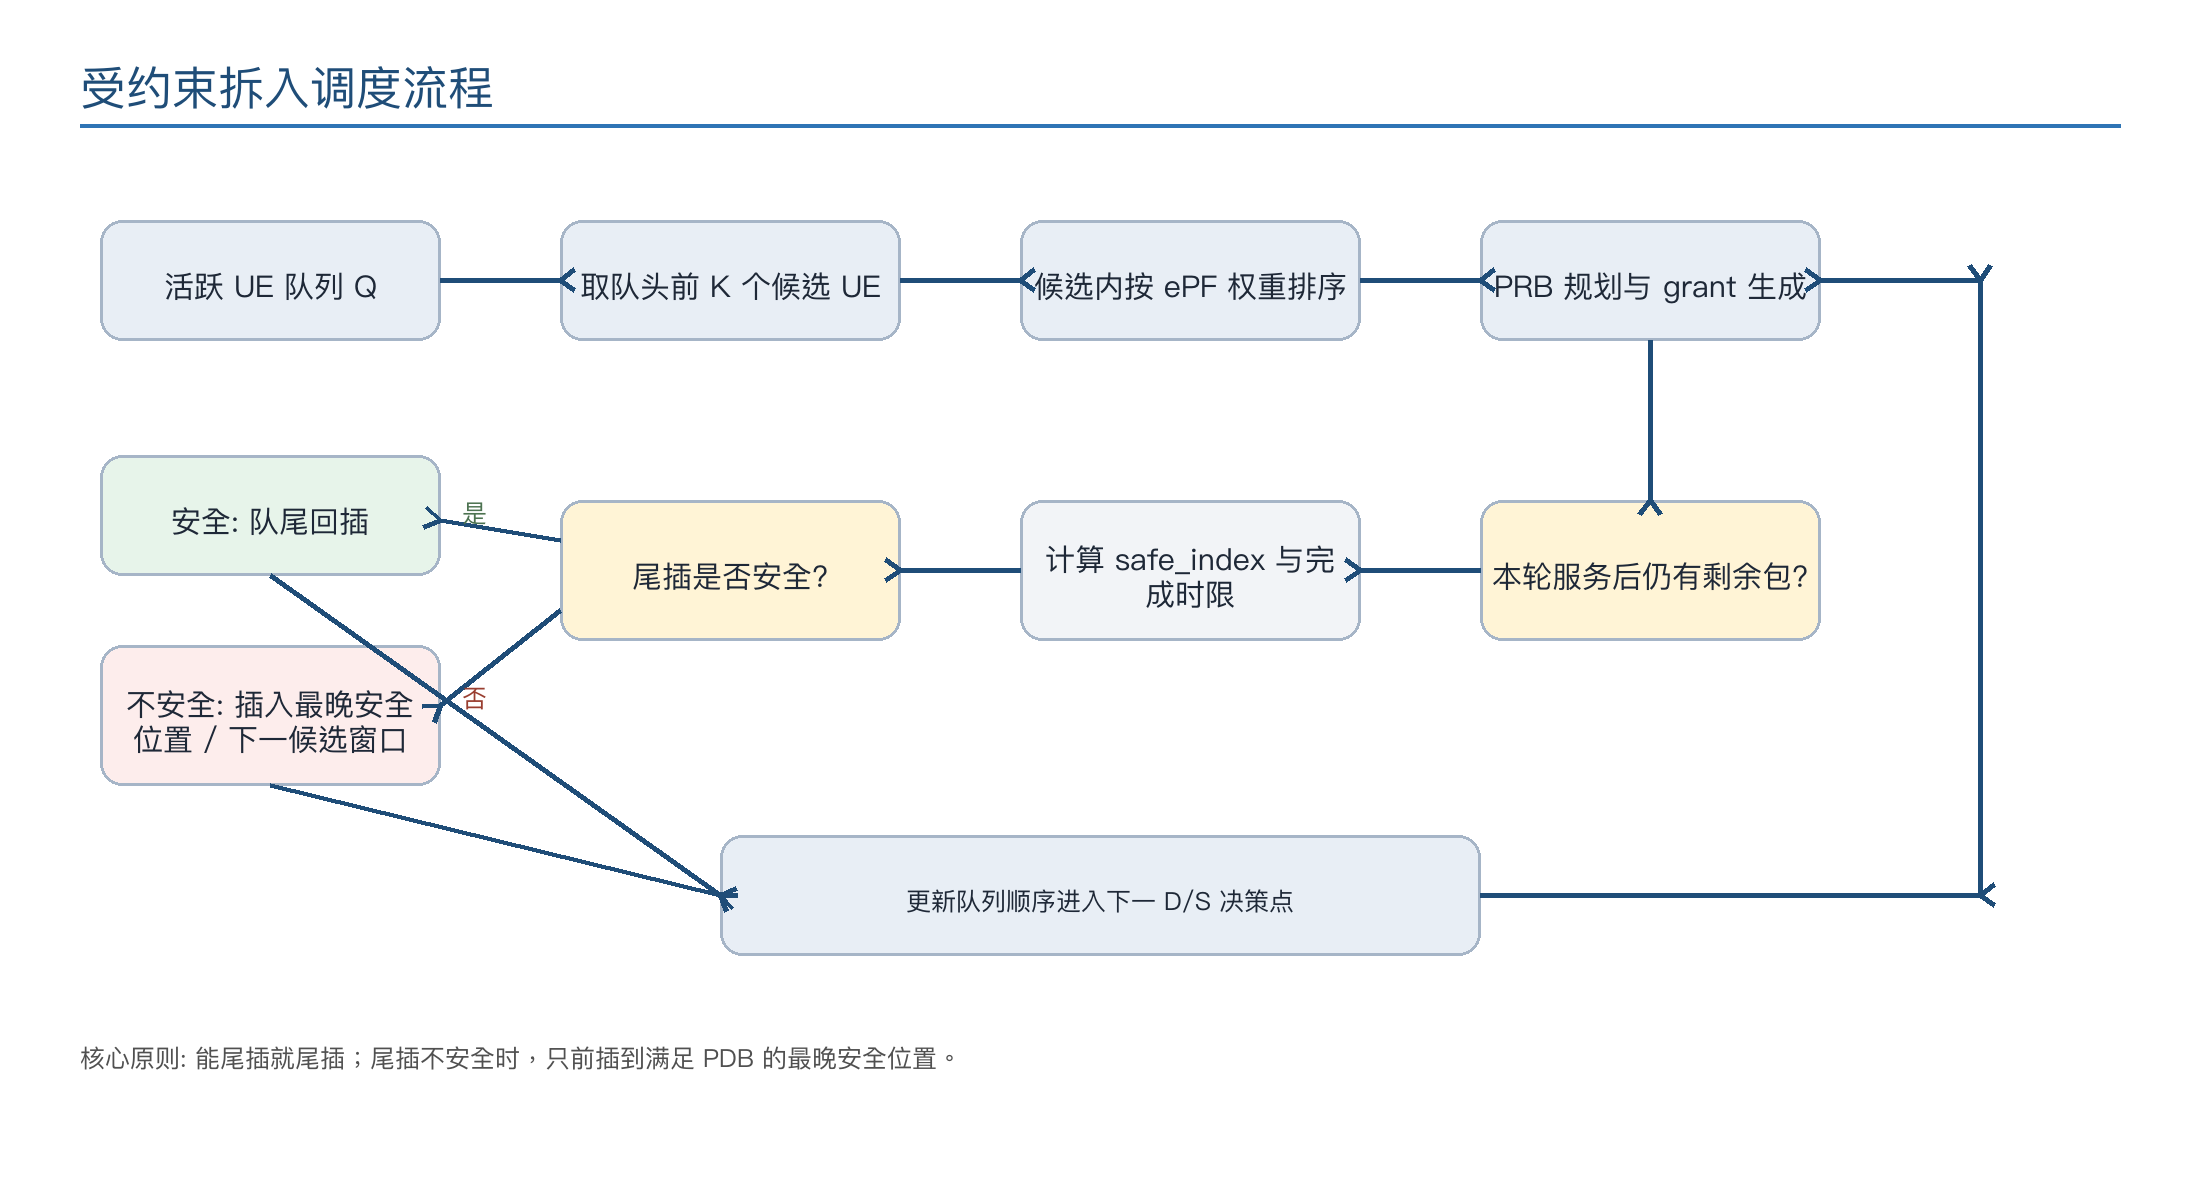 受约束拆入调度流程
活跃 UE 队列 Q
取队头前 K 个候选 UE
候选内按 ePF 权重排序
PRB 规划与 grant 生成
安全: 队尾回插
是
尾插是否安全?
计算 safe_index 与完
成时限
本轮服务后仍有剩余包?
不安全: 插入最晚安全
位置 / 下一候选窗口
否
更新队列顺序进入下一 D/S 决策点
核心原则: 能尾插就尾插；尾插不安全时，只前插到满足 PDB 的最晚安全位置。